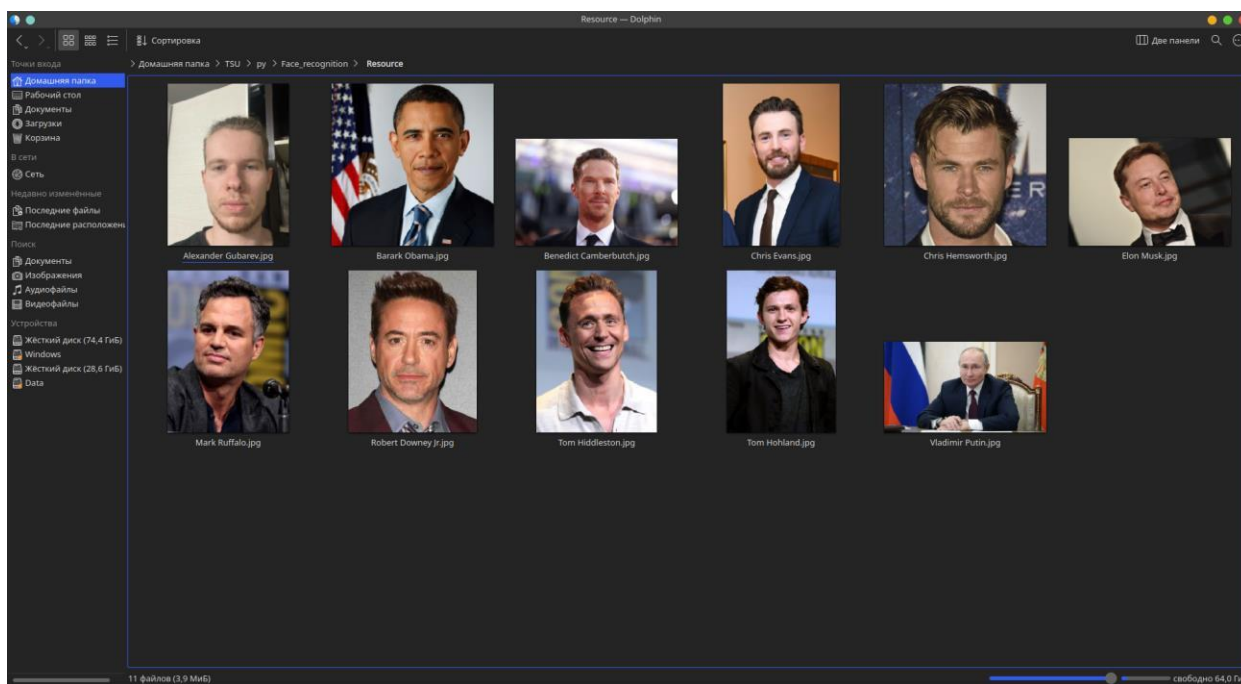 Resource — Dolphin
Сортировка
Две панели
Точки входа
Домашняя папка
Рабочий стол
Документы
Загрузки
Корзина
В сети
Сеть
Недавно изменённые
Последние файлы
Последние расположени
Поиск
Документы
Изображения
Аудиофайлы
Видеофайлы
Устройства
Жёсткий диск (74,4 ГиБ)
Windows
Жёсткий диск (28,6 ГиБ)
Data
> Домашняя папка > TSU > py > Face_recognition > Resource
Alexander Gubarev.jpg
Barark Obama.jpg
Benedict Camberbutch.jpg
Chris Evans.jpg
Chris Hemsworth.jpg
Elon Musk.jpg
Mark Ruffalo.jpg
Robert Downey Jr.jpg
Tom Hiddleston.jpg
Tom Hohland.jpg
Vladimir Putin.jpg
11 файлов (3,9 МиБ)
свободно 64,0 Ги